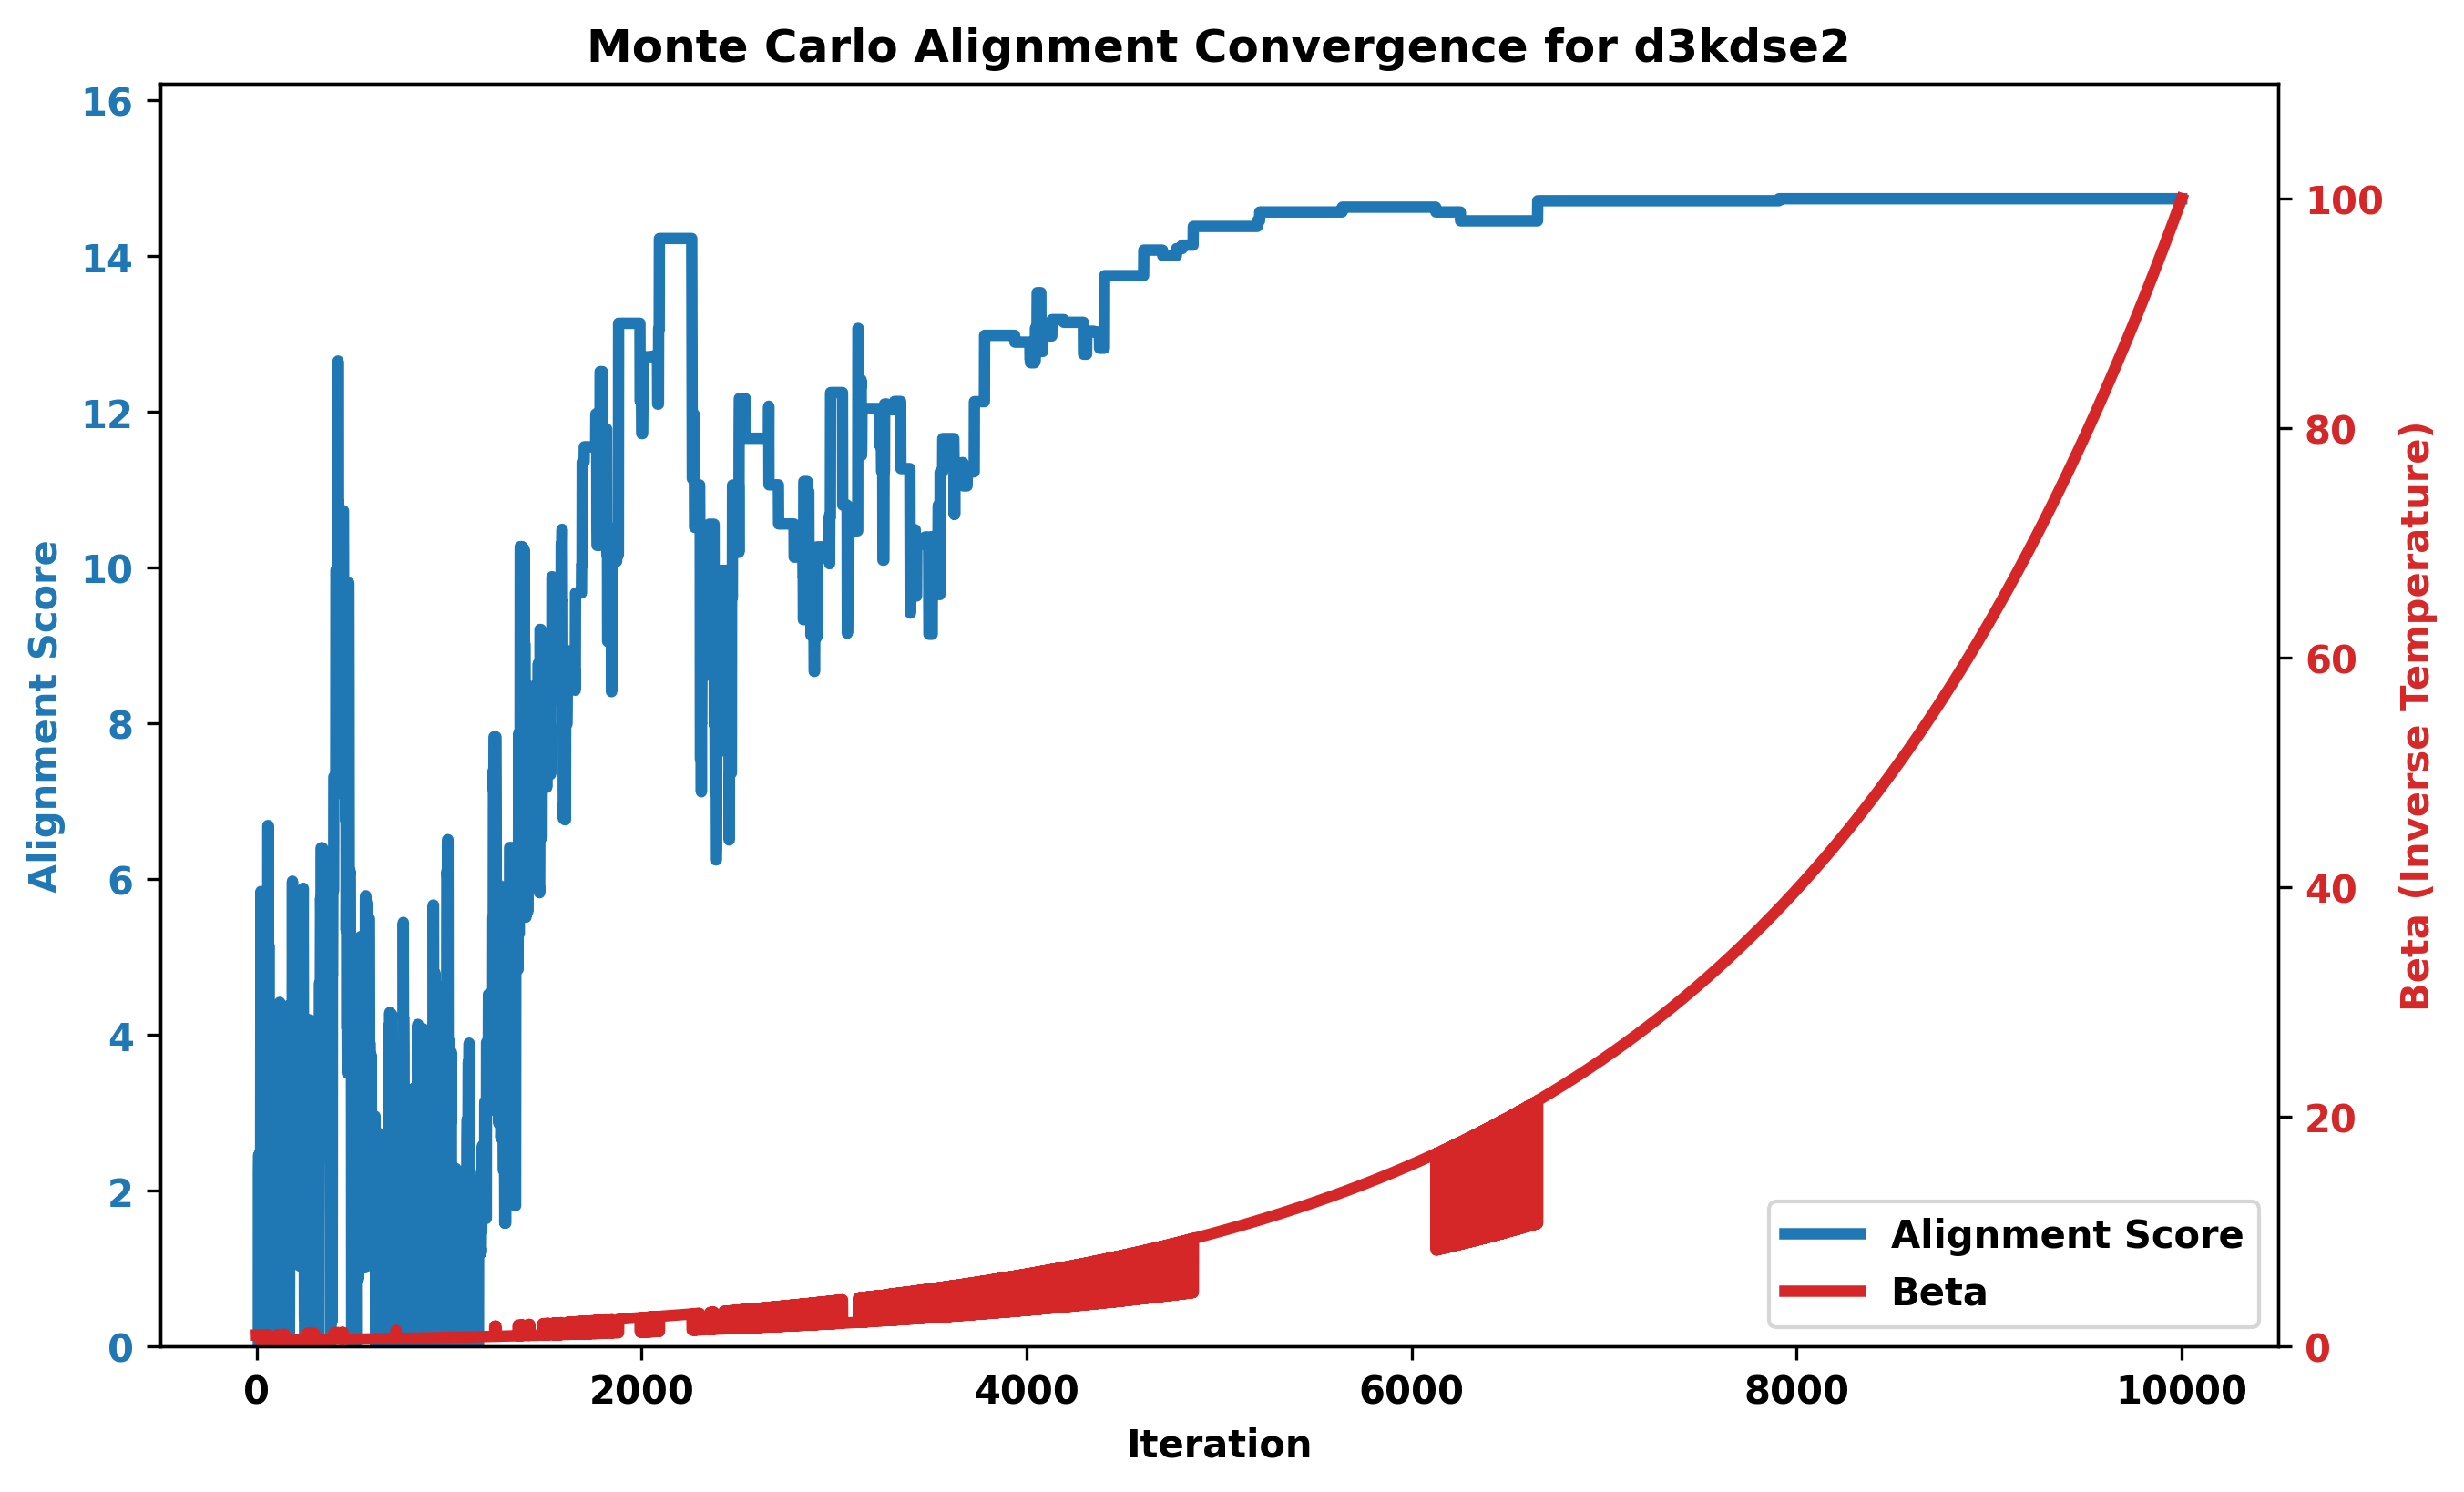 Monte Carlo Alignment Convergence for d3kdse2
16
14
12
10
8
6
4
2
0
Alignment Score
100
80
60
40
20
0
Beta (Inverse Temperature)
Alignment Score
Beta
0 2000 4000 6000 8000 10000
Iteration